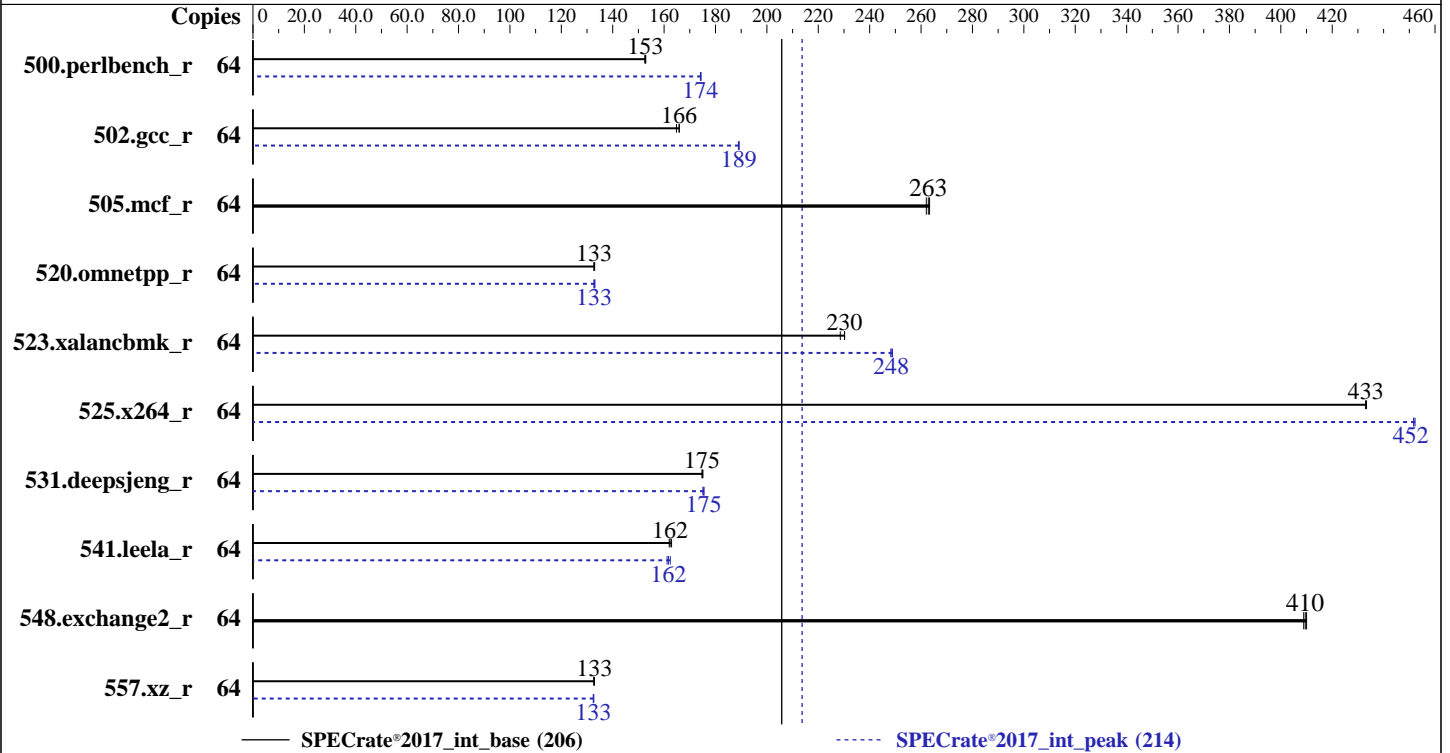 Copies 0 20.0 40.0 60.0 80.0 100 120 140 160 180 200 220 240 260 280 300 320 340 360 380 400 420 460
153
500.perlbench_r 64
174
166
502.gcc_r 64
189
263
505.mcf_r 64
133
520.omnetpp_r 64
133
230
523.xalancbmk_r 64
248
433
525.x264_r 64
452
175
531.deepsjeng_r 64
175
162
541.leela_r 64
162
410
548.exchange2_r 64
133
557.xz_r 64
133
SPECrate®2017_int_base (206) SPECrate®2017_int_peak (214)